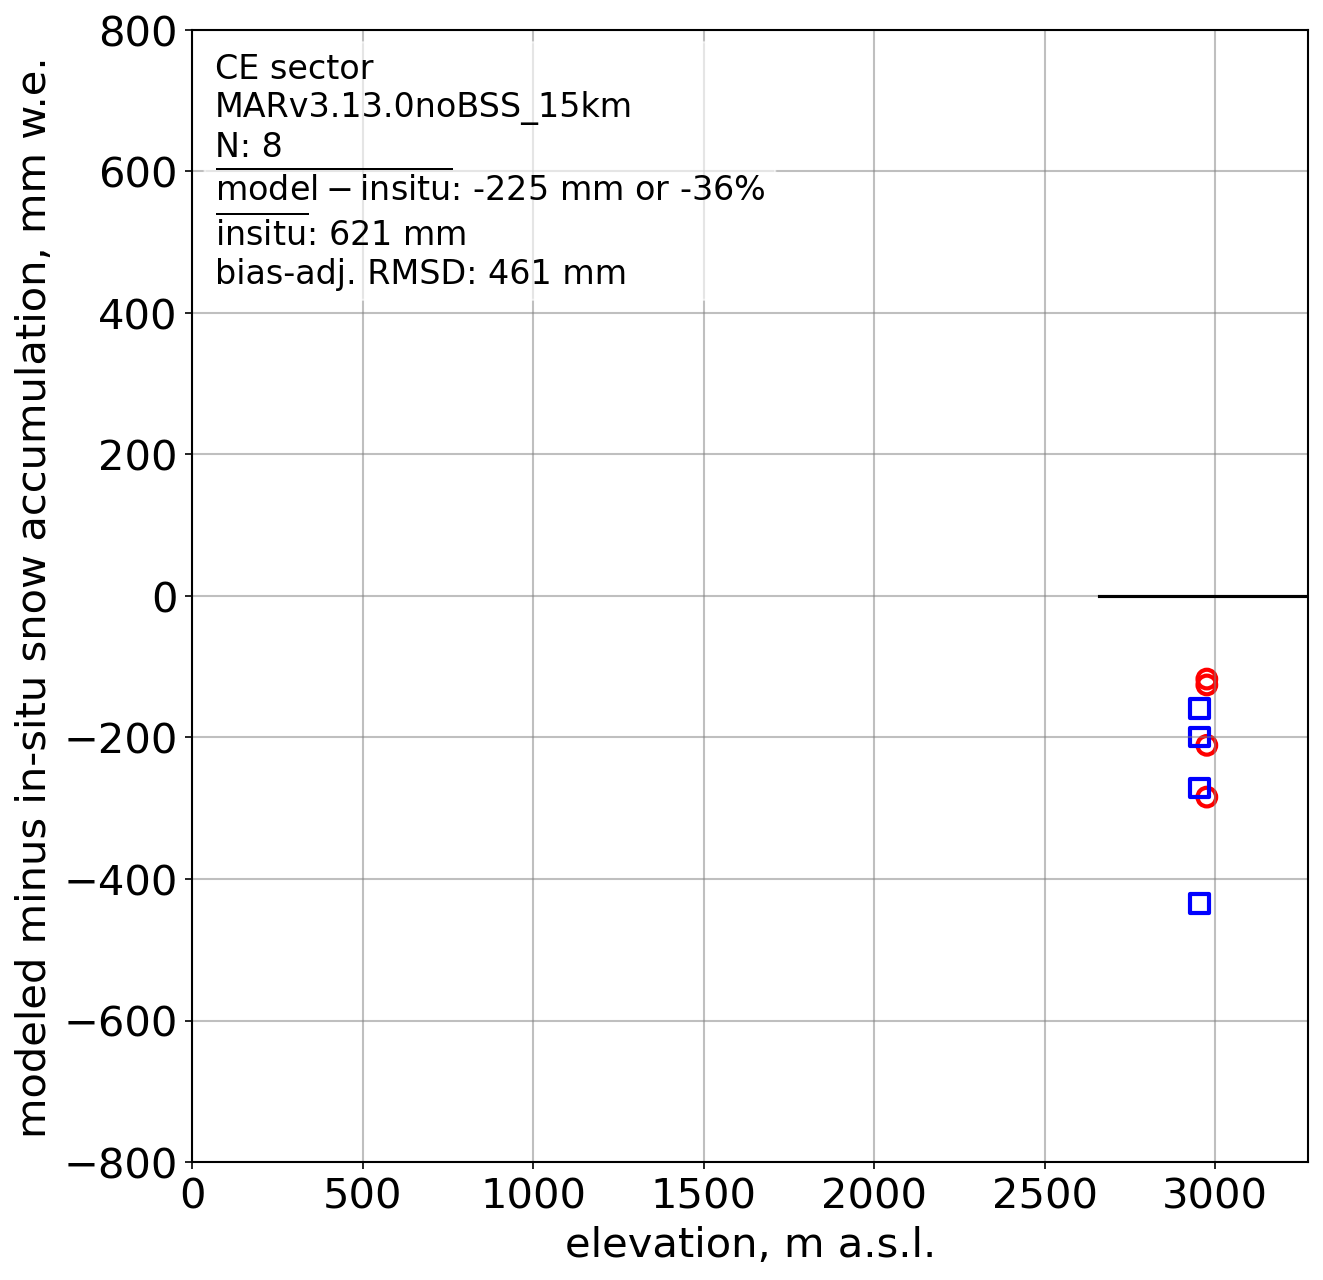 800
600
400
200
0
−200
−400
−600
−800
modeled minus in-situ snow accumulation, mm w.e.
CE sector
MARv3.13.0noBSS_15km
N: 8
model − insitu: -225 mm or -36%
insitu: 621 mm
bias-adj. RMSD: 461 mm
0 500 1000 1500 2000 2500 3000
elevation, m a.s.l.